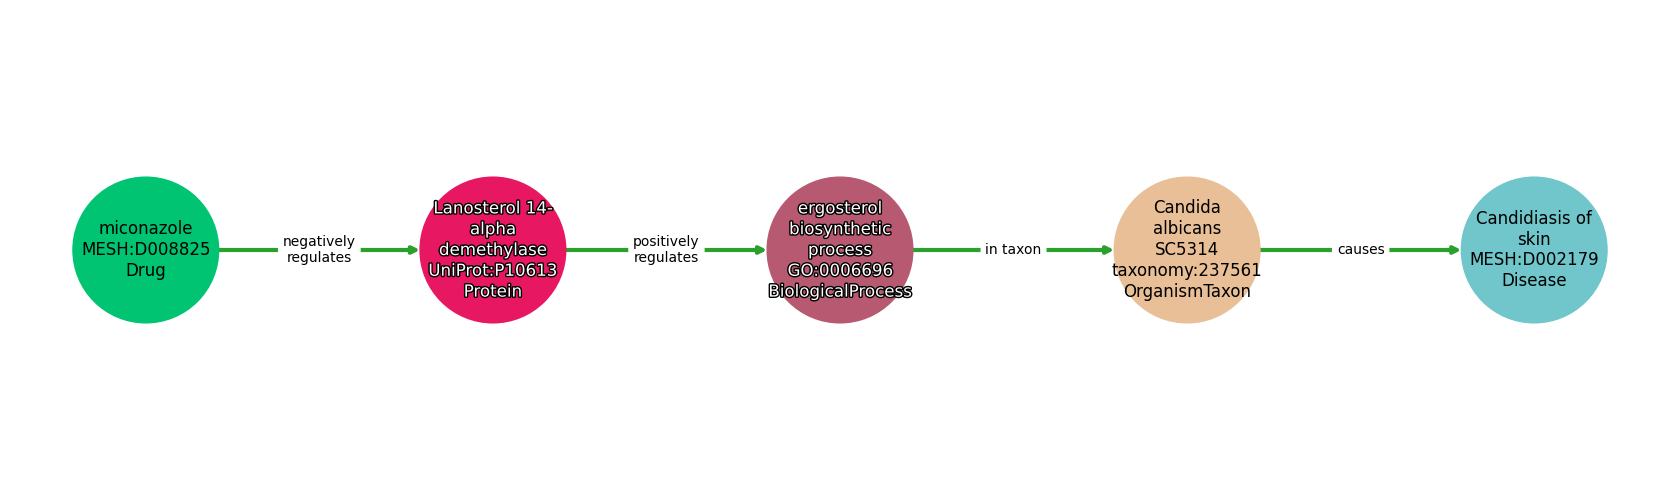 miconazole
MESH:D008825
Drug
negatively
regulates
Lanosterol 14-
alpha
demethylase
UniProt:P10613
Protein
positively
regulates
ergosterol
biosynthetic
process
GO:0006696
BiologicalProcess
in taxon
Candida
albicans
SC5314
taxonomy:237561
OrganismTaxon
causes
Candidiasis of
skin
MESH:D002179
Disease